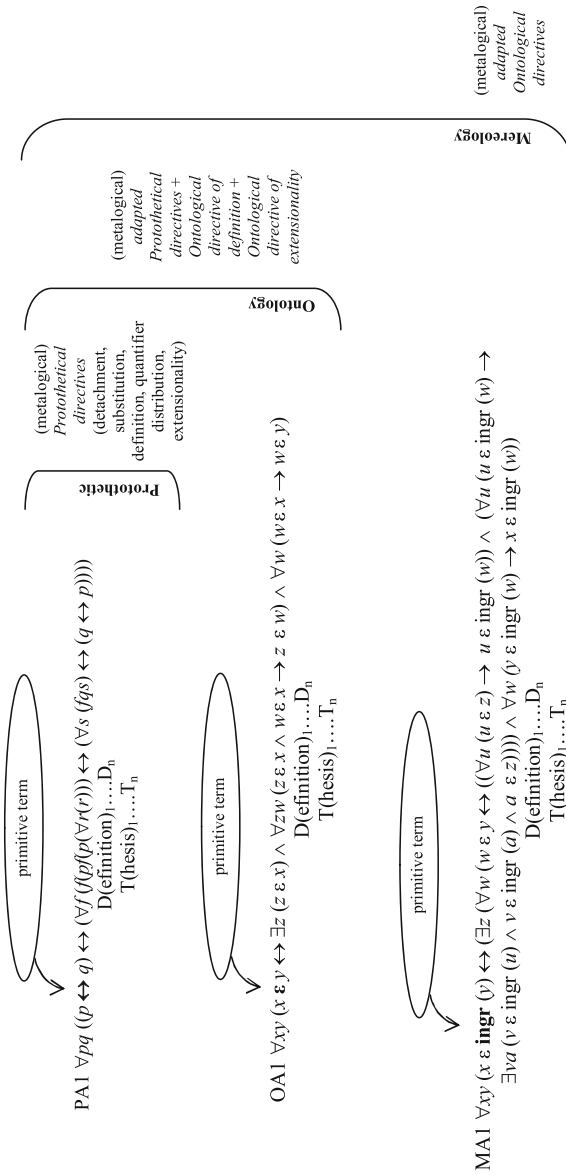 primitive term
PA1 ∀pq ((p ↔ q) ↔ (∀f (f(pf(p∀r(r))) ↔ (∀s (fqs) ↔ (q ↔ p))))
D(efinition)₁….Dₙ
T(hesis)₁….Tₙ
Protothetic
(metalogical)
Protothetical
directives
(detachment,
substitution,
definition, quantifier
distribution,
extensionality)
primitive term
OA1 ∀xy (x ε y ↔ ∃z (z ε x) ∧ ∀zw (z ε x ∧ w ε x → z ε w) ∧ ∀w (w ε x → w ε y)
D(efinition)₁….Dₙ
T(hesis)₁….Tₙ
Ontology
(metalogical)
adapted
Protothetical
directives +
Ontological
directive of
definition +
Ontological
directive of
extensionality
primitive term
MA1 ∀xy (x ε ingr (y) ↔ (∃z) ∀w (w ε y ↔ ((∀u (u ε z) → u ε ingr (w)) ∧ (∀u (u ε ingr (w) →
∃va (v ε ingr (u) ∧ v ε ingr (a) ∧ a ε z)))) ∧ ∀w (y ε ingr (w) → x ε ingr (w))
D(efinition)₁….Dₙ
T(hesis)₁….Tₙ
Mereology
(metalogical)
adapted
Ontological
directives